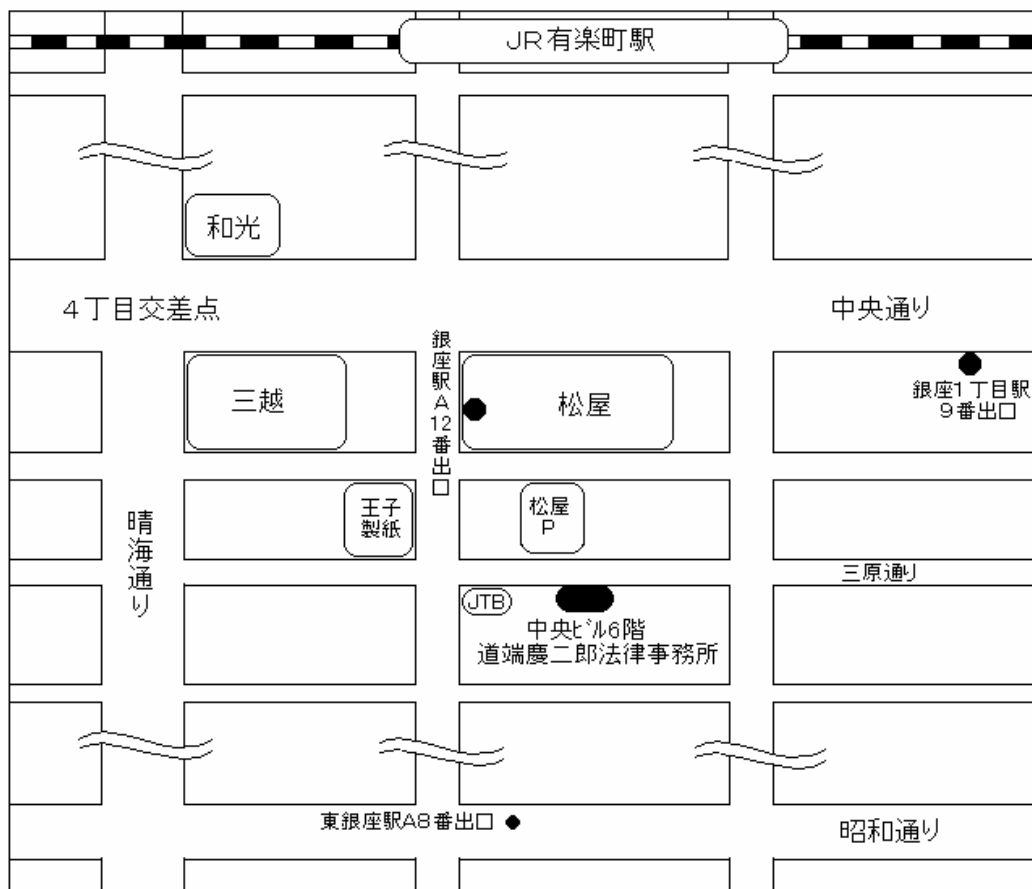 JR有楽町駅
和光
4丁目交差点
中央通り
銀座駅A12番出口
三越
松屋
銀座1丁目駅
9番出口
王子
製紙
松屋
P
晴海通り
三原通り
JTB
中央ビル6階
道端慶二郎法律事務所
東銀座駅A8番出口
昭和通り